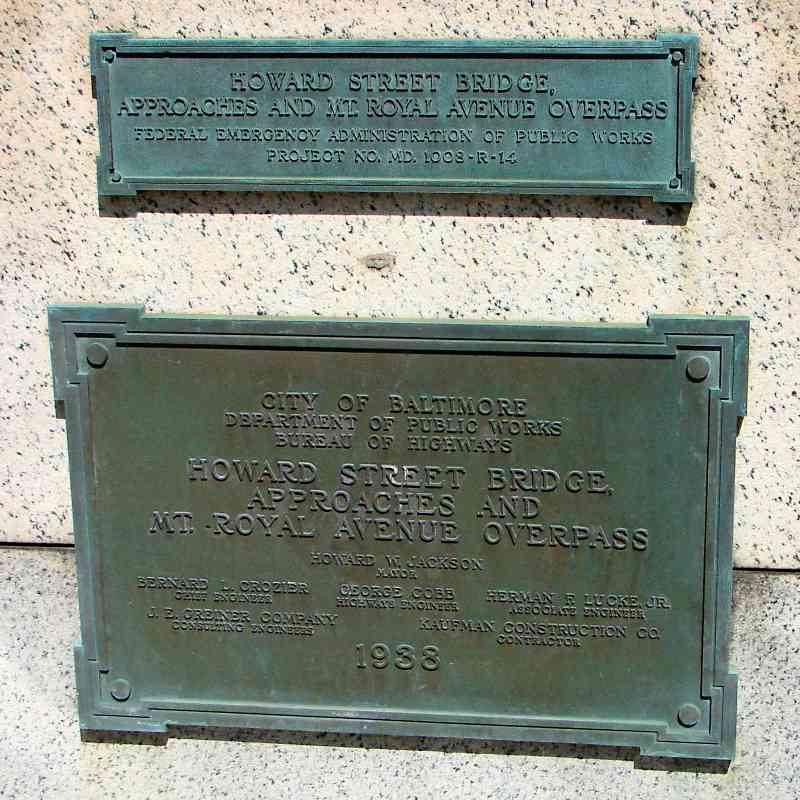 HOWARD STREET BRIDGE,
APPROACHES AND MT. ROYAL AVENUE OVERPASS
FEDERAL EMERGENCY ADMINISTRATION OF PUBLIC WORKS
PROJECT NO. MD. 1008-R-14
CITY OF BALTIMORE
DEPARTMENT OF PUBLIC WORKS
BUREAU OF HIGHWAYS
HOWARD STREET BRIDGE,
APPROACHES AND
MT. ROYAL AVENUE OVERPASS
HOWARD W. JACKSON
MAYOR
BERNARD L. CROZIER GEORGE COBB HERMAN F. LUCKE, JR.
CHIEF ENGINEER HIGHWAYS ENGINEER ASSOCIATE ENGINEER
J. E. GREINER COMPANY KAUFMAN CONSTRUCTION CO.
CONSULTING ENGINEERS CONTRACTOR
1938